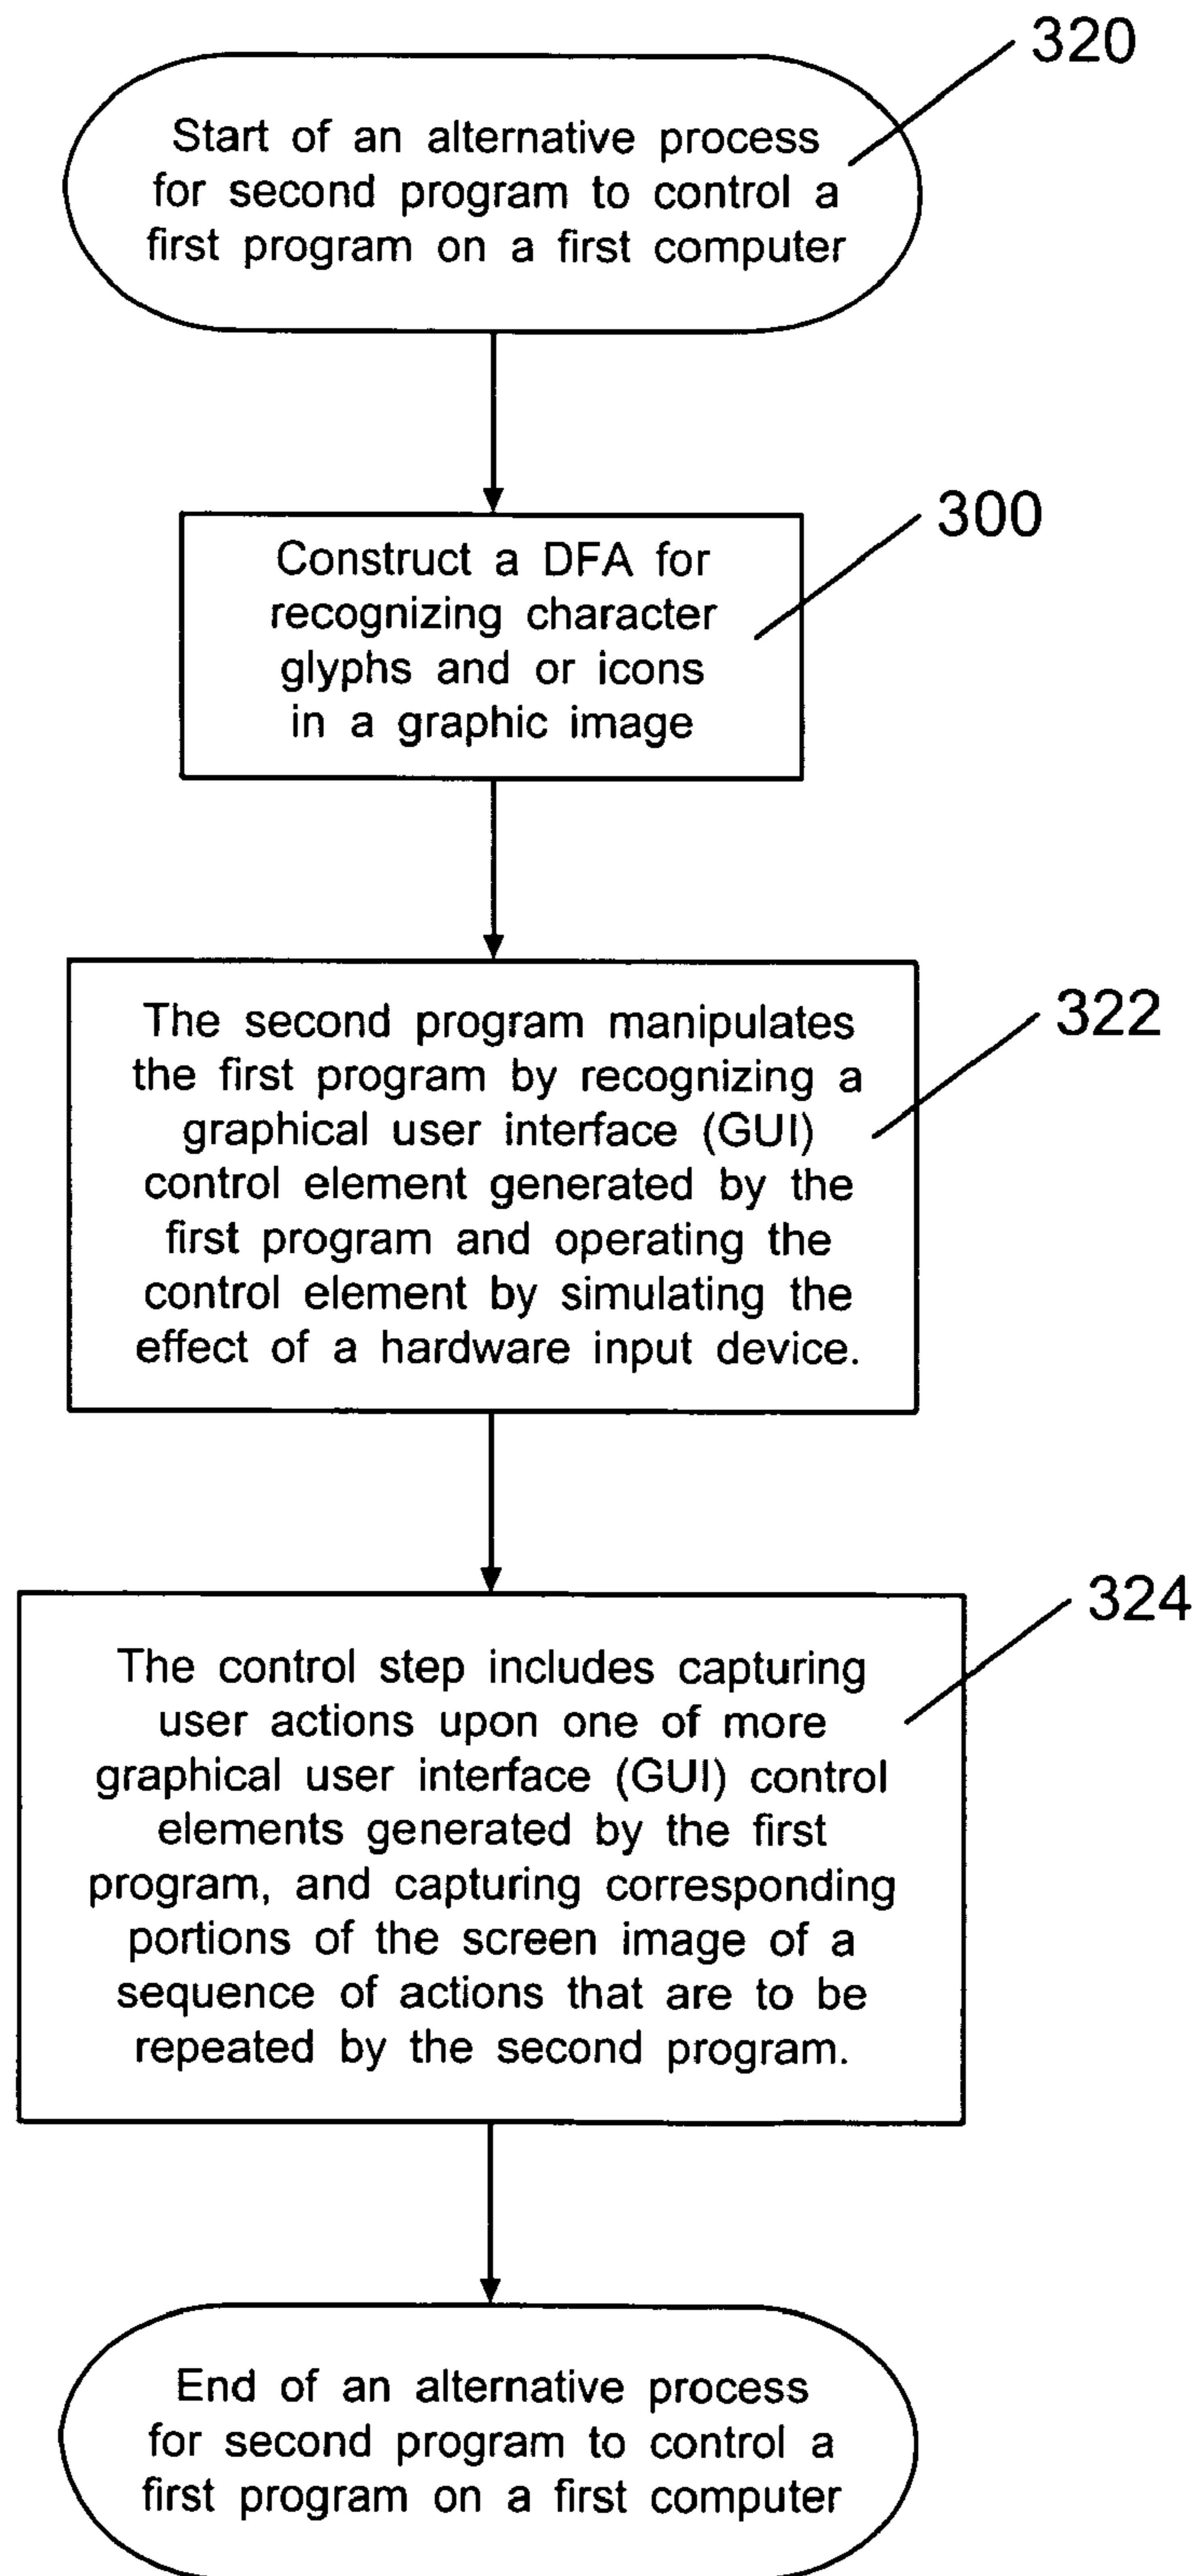 320
Start of an alternative process
for second program to control a
first program on a first computer
300
Construct a DFA for
recognizing character
glyphs and or icons
in a graphic image
322
The second program manipulates
the first program by recognizing a
graphical user interface (GUI)
control element generated by the
first program and operating the
control element by simulating the
effect of a hardware input device.
324
The control step includes capturing
user actions upon one of more
graphical user interface (GUI) control
elements generated by the first
program, and capturing corresponding
portions of the screen image of a
sequence of actions that are to be
repeated by the second program.
End of an alternative process
for second program to control a
first program on a first computer